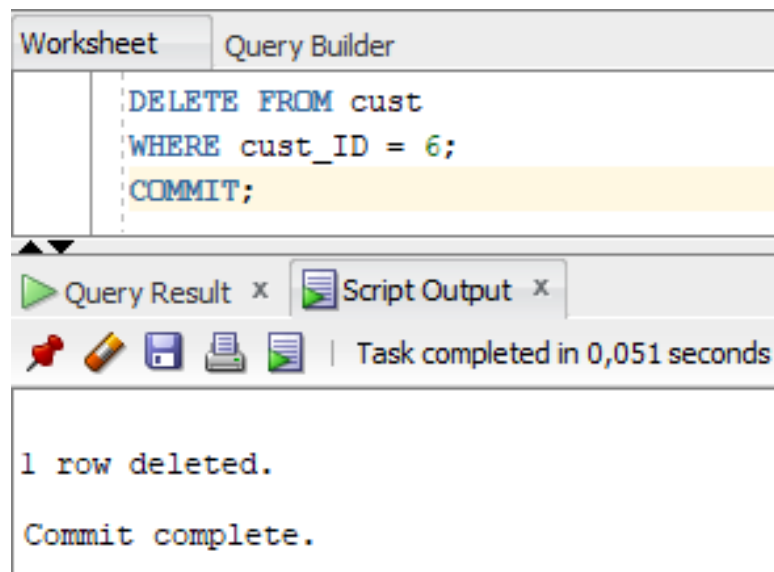 Worksheet Query Builder
DELETE FROM cust
WHERE cust_ID = 6;
COMMIT;
Query Result x Script Output x
Task completed in 0,051 seconds
1 row deleted.
Commit complete.